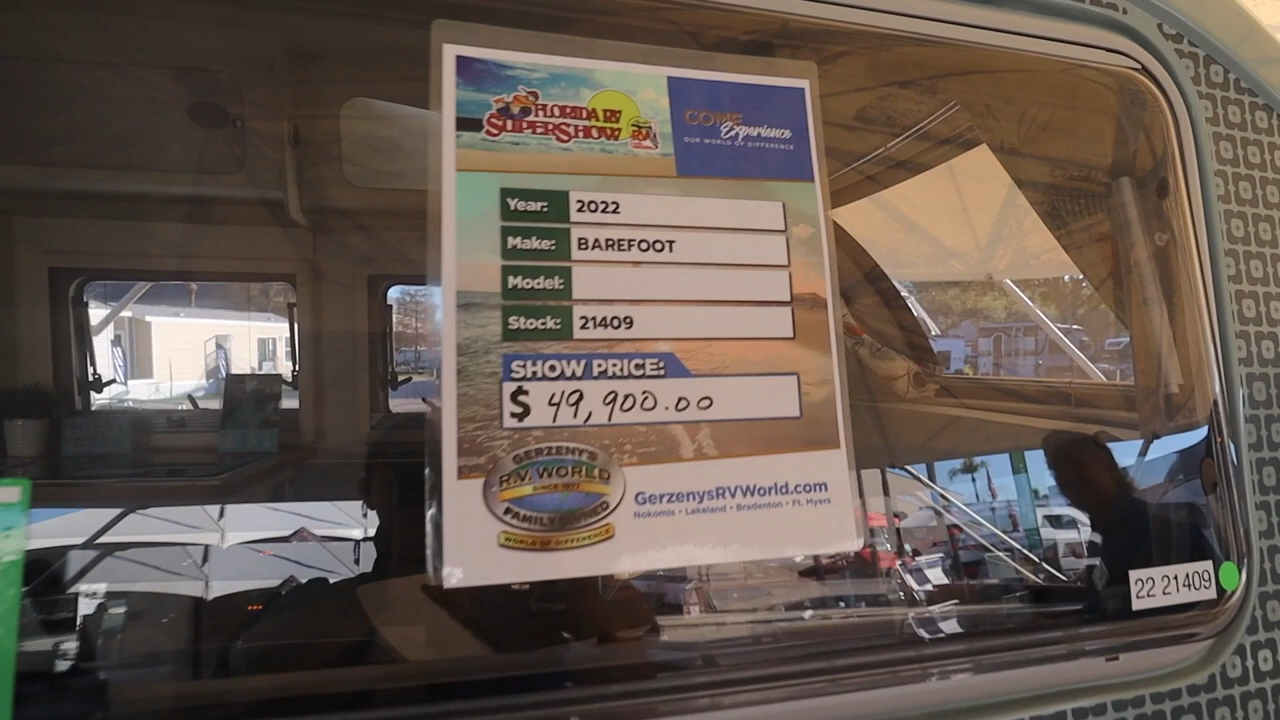 FLORIDA RV
SUPERSHOW
COME
Experience
OUR WORLD OF DIFFERENCE
Year: 2022
Make: BAREFOOT
Model:
Stock: 21409
SHOW PRICE:
$ 49,900.00
GERZENY'S
R.V. WORLD
SINCE 1977
FAMILY OWNED
WORLD OF DIFFERENCE
GerzenysRVWorld.com
Nokomis • Lakeland • Bradenton • Ft. Myers
22 21409